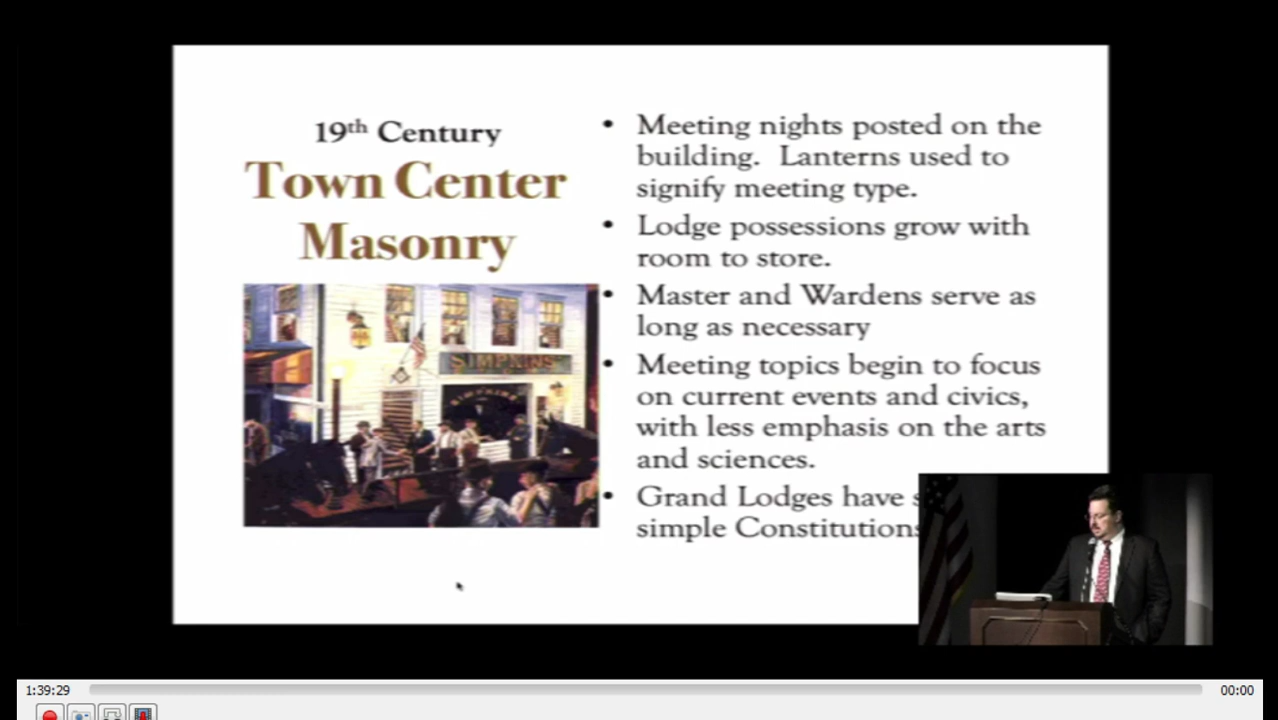 19th Century
Town Center
Masonry
SIMPKINS
SIMPKINS
• Meeting nights posted on the
building. Lanterns used to
signify meeting type.
• Lodge possessions grow with
room to store.
• Master and Wardens serve as
long as necessary
• Meeting topics begin to focus
on current events and civics,
with less emphasis on the arts
and sciences.
• Grand Lodges have
simple Constitutions
1:39:29
00:00